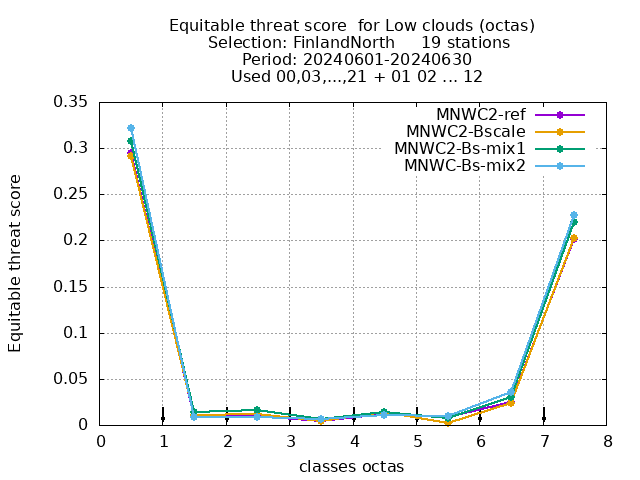 Equitable threat score  for Low clouds (octas)
Selection: FinlandNorth     19 stations
Period: 20240601-20240630
Used 00,03,...,21 + 01 02 ... 12
MNWC2-ref
MNWC2-Bscale
MNWC2-Bs-mix1
MNWC-Bs-mix2
Equitable threat score
0.35
0.3
0.25
0.2
0.15
0.1
0.05
0
0 1 2 3 4 5 6 7 8
classes octas